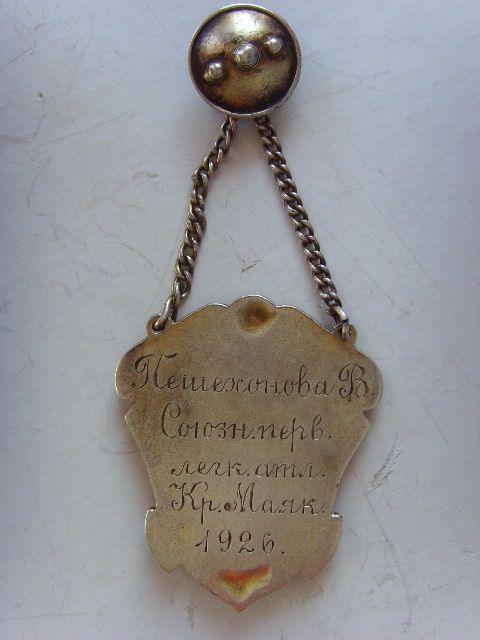 Пешехонова В.
Союзн. перв.
легк. атл.
Кр. Маяк.
1926.